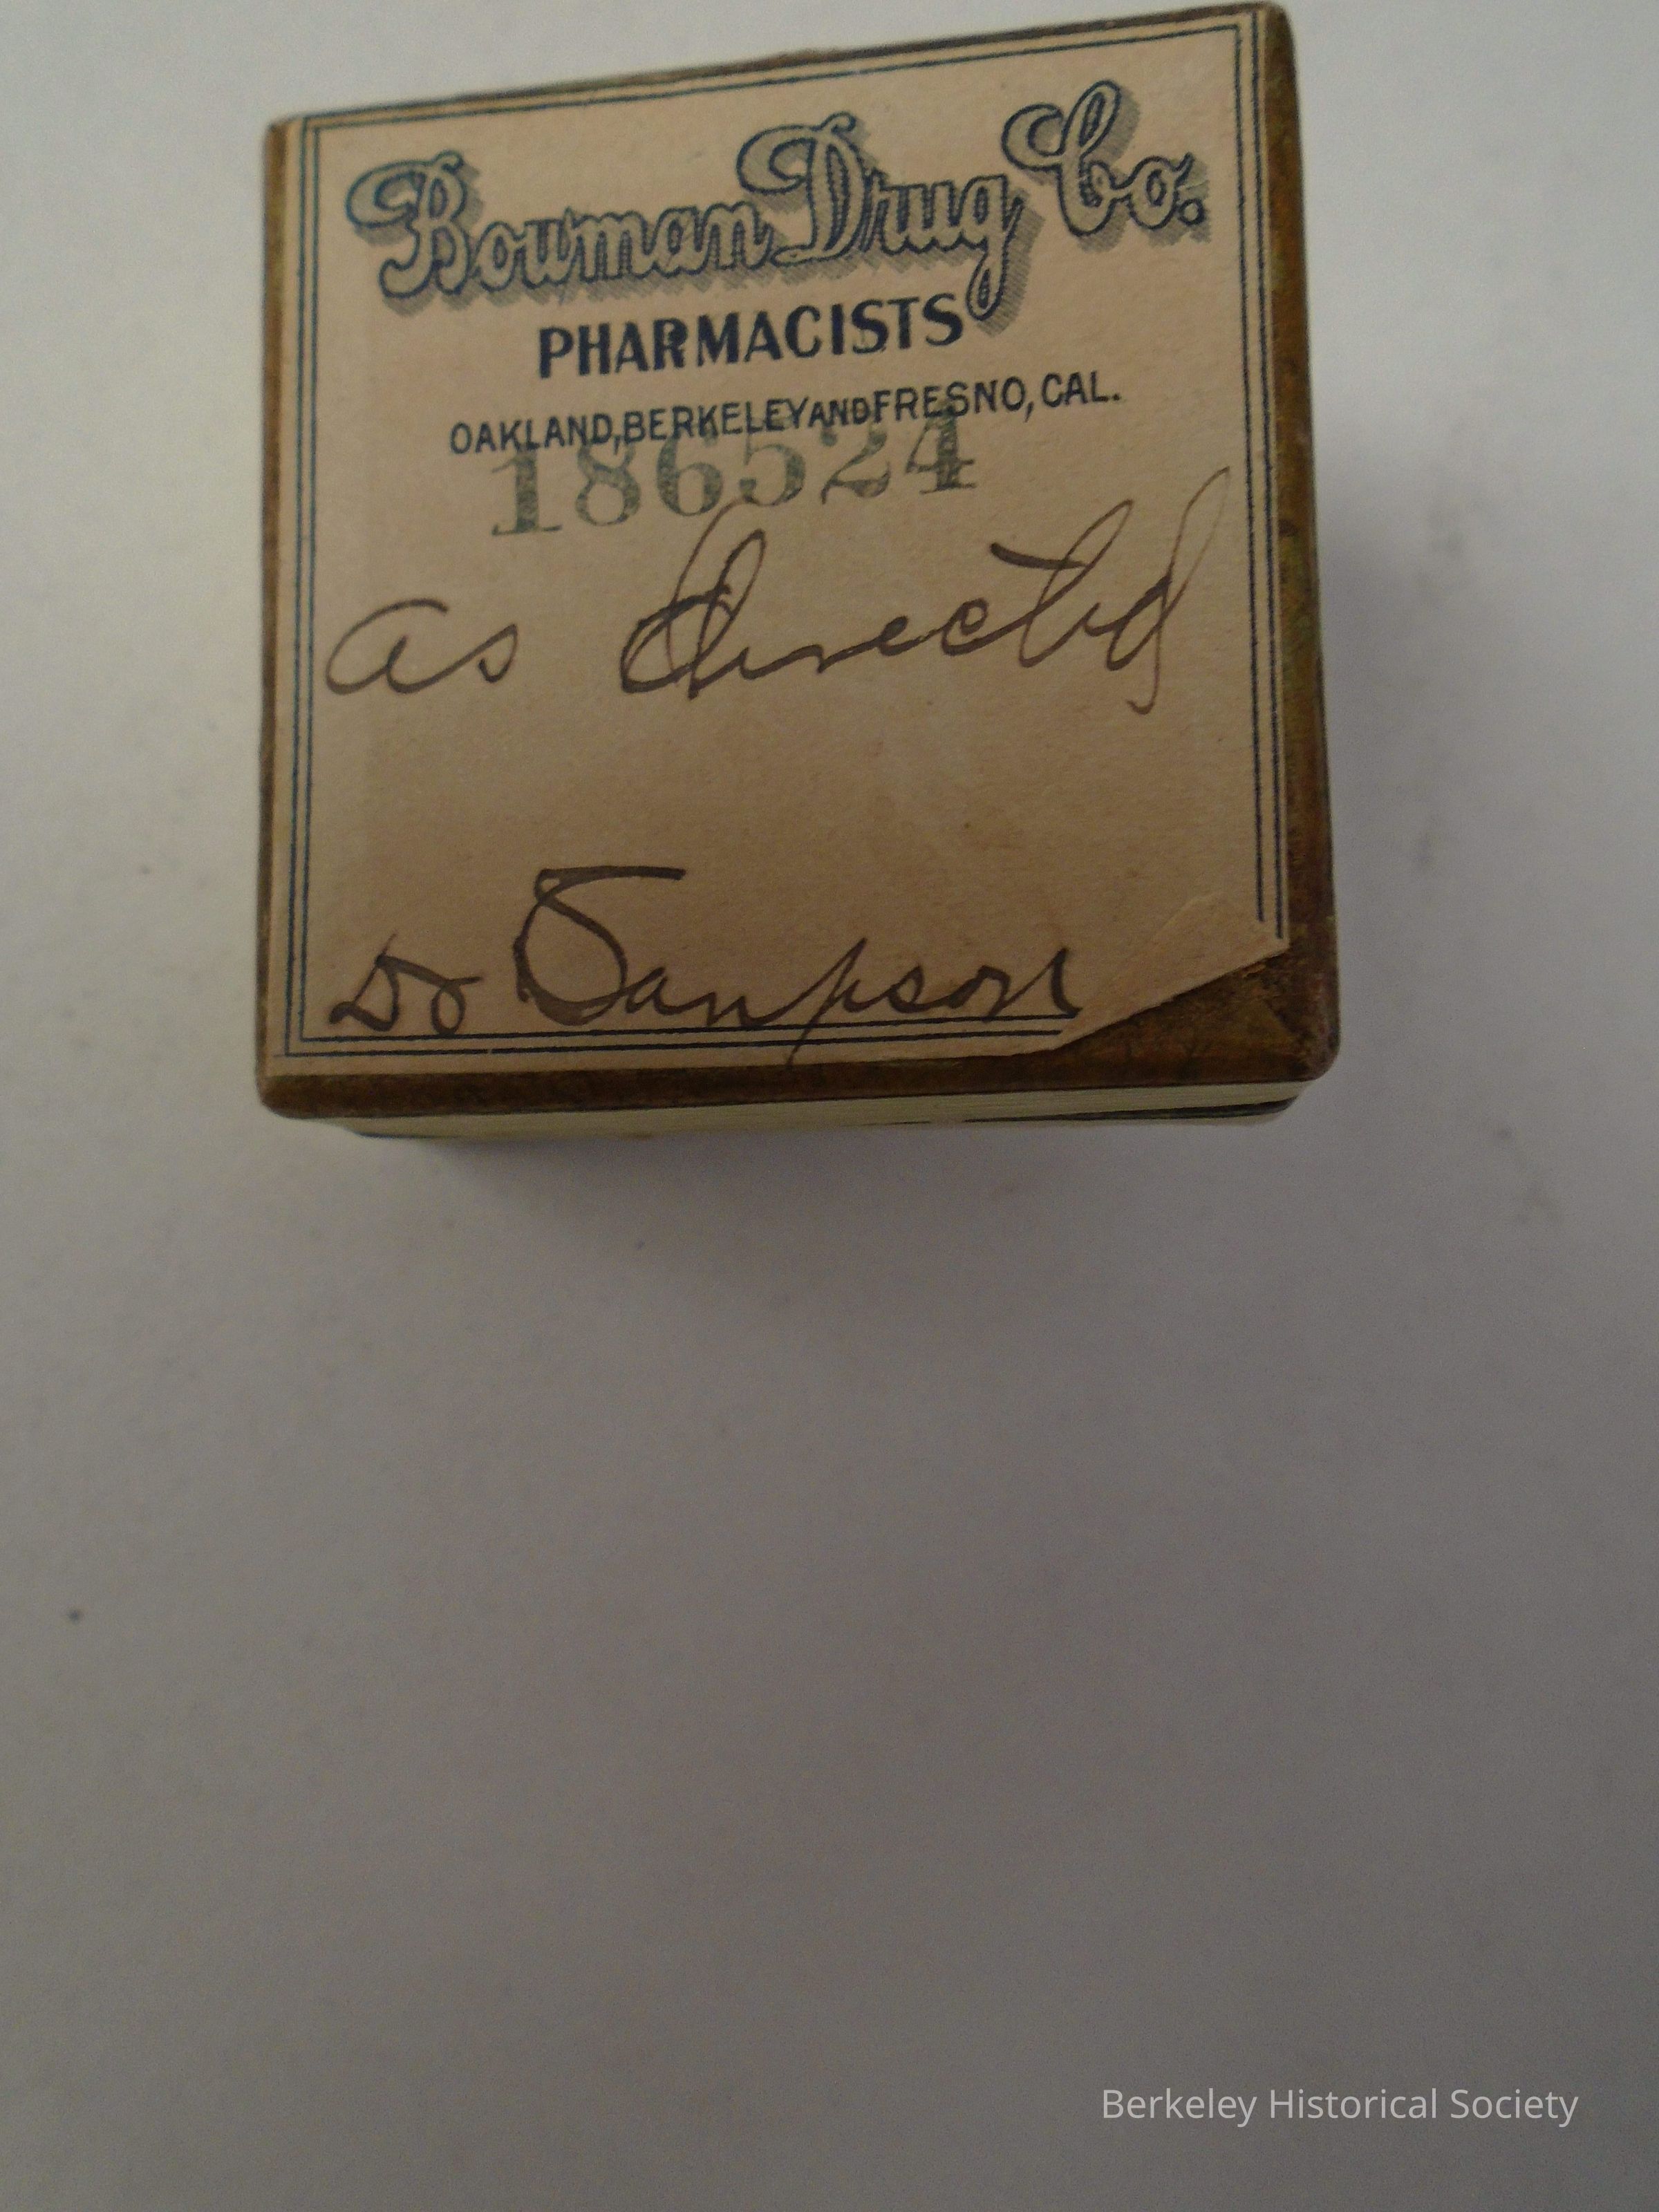 Bowman Drug Co.
PHARMACISTS
OAKLAND, BERKELEY AND FRESNO, CAL.
186524
as directed
Dr Sampson
Berkeley Historical Society